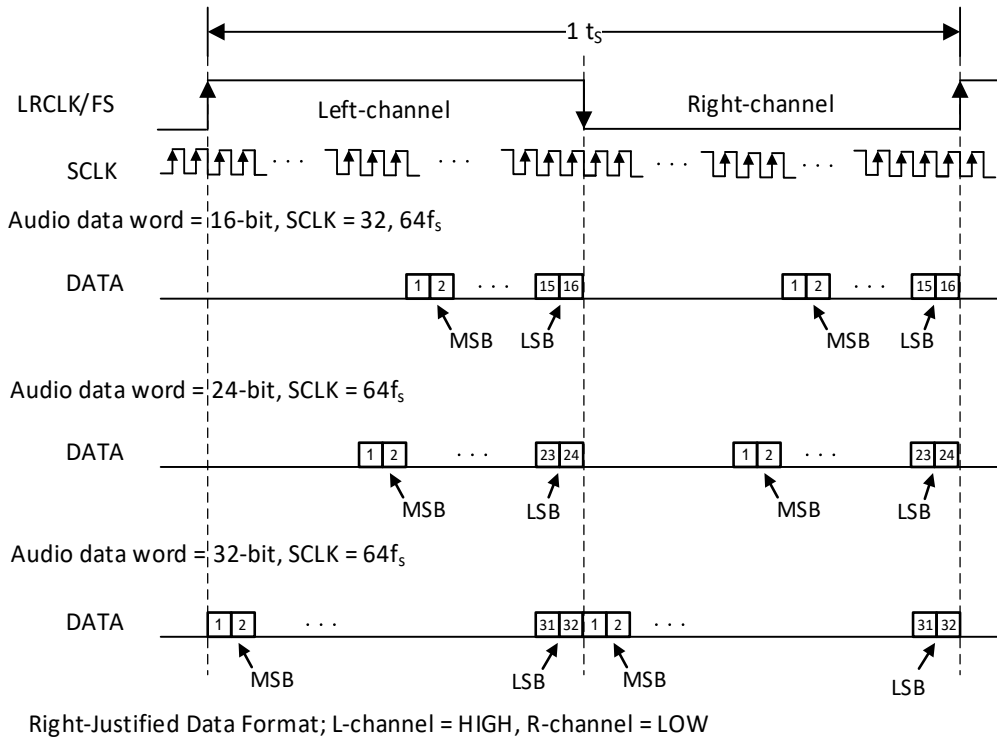 1 tS
LRCLK/FS
Left-channel
Right-channel
SCLK
. . .
. . .
. . .
. . .
Audio data word = 16-bit, SCLK = 32, 64fs
DATA
1 2 . . . 15 16
1 2 . . . 15 16
MSB
LSB
MSB
LSB
Audio data word = 24-bit, SCLK = 64fs
DATA
1 2 . . . 23 24
1 2 . . . 23 24
MSB
LSB
MSB
LSB
Audio data word = 32-bit, SCLK = 64fs
DATA
1 2 . . . 31 32
1 2 . . . 31 32
MSB
LSB
MSB
LSB
Right-Justified Data Format; L-channel = HIGH, R-channel = LOW